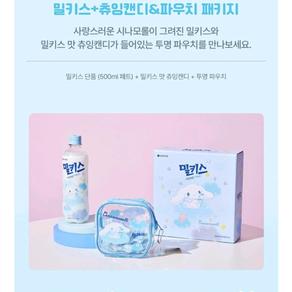 밀키스+츄잉캔디&파우치 패키지
사랑스러운 시나모롤이 그려진 밀키스와
밀키스 맛 츄잉캔디가 들어있는 투명 파우치를 만나보세요.
밀키스 단품 (500ml 페트) + 밀키스 맛 츄잉캔디 + 투명 파우치
밀키스
밀키스
Cinnamoroll